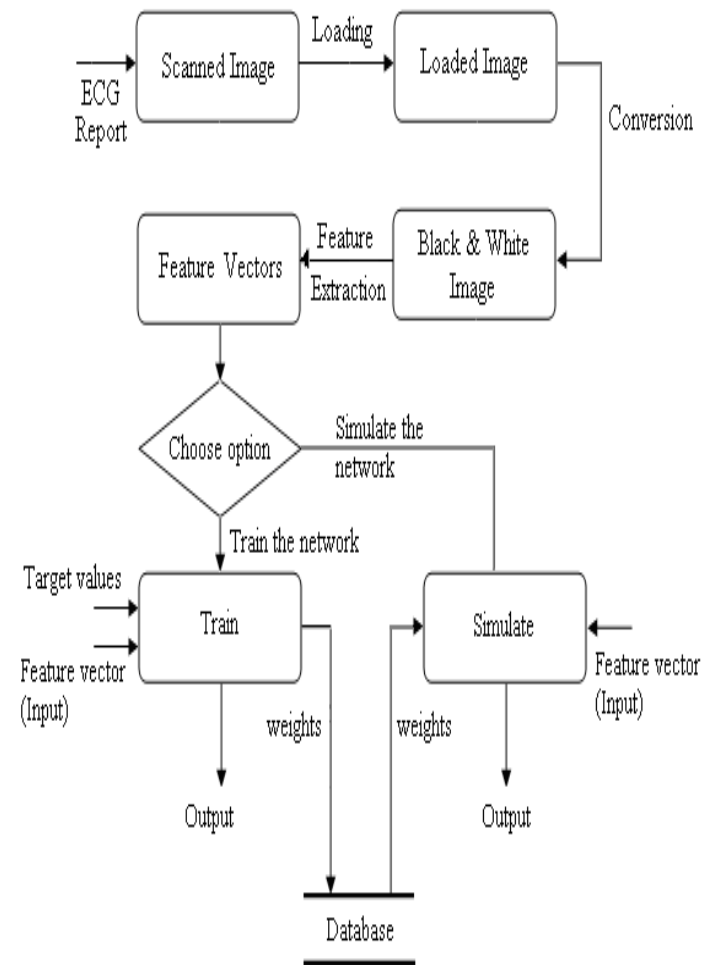 Scanned Image
Loading
Loaded Image
ECG
Report
Conversion
Feature Vectors
Feature
Extraction
Black & White
Image
Choose option
Simulate the
network
Train the network
Target values
Train
Simulate
Feature vector
(Input)
Feature vector
(Input)
weights
weights
Output
Output
Database